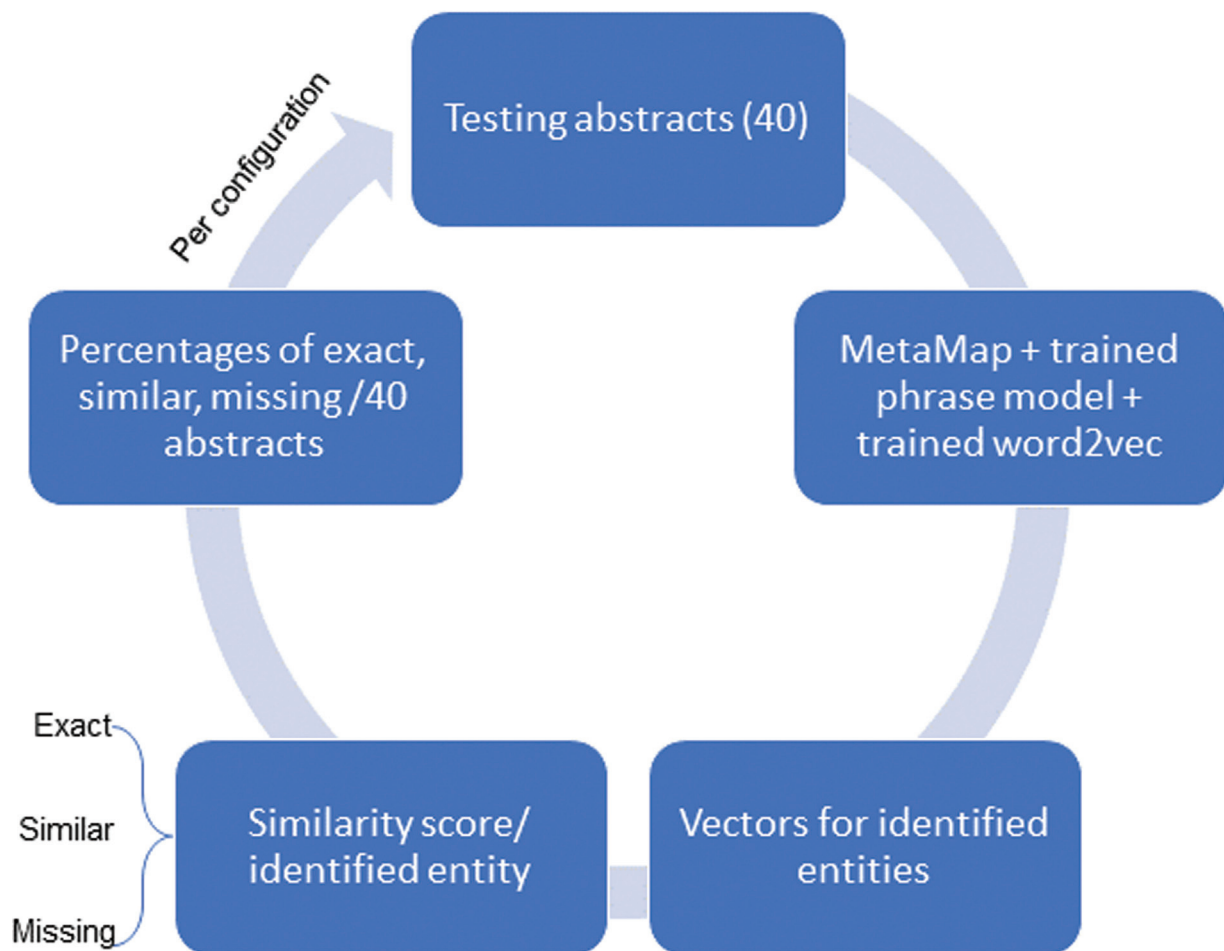 Testing abstracts (40)
Per configuration
Percentages of exact,
similar, missing /40
abstracts
MetaMap + trained
phrase model +
trained word2vec
Exact
Similar
Missing
Similarity score/
identified entity
Vectors for identified
entities